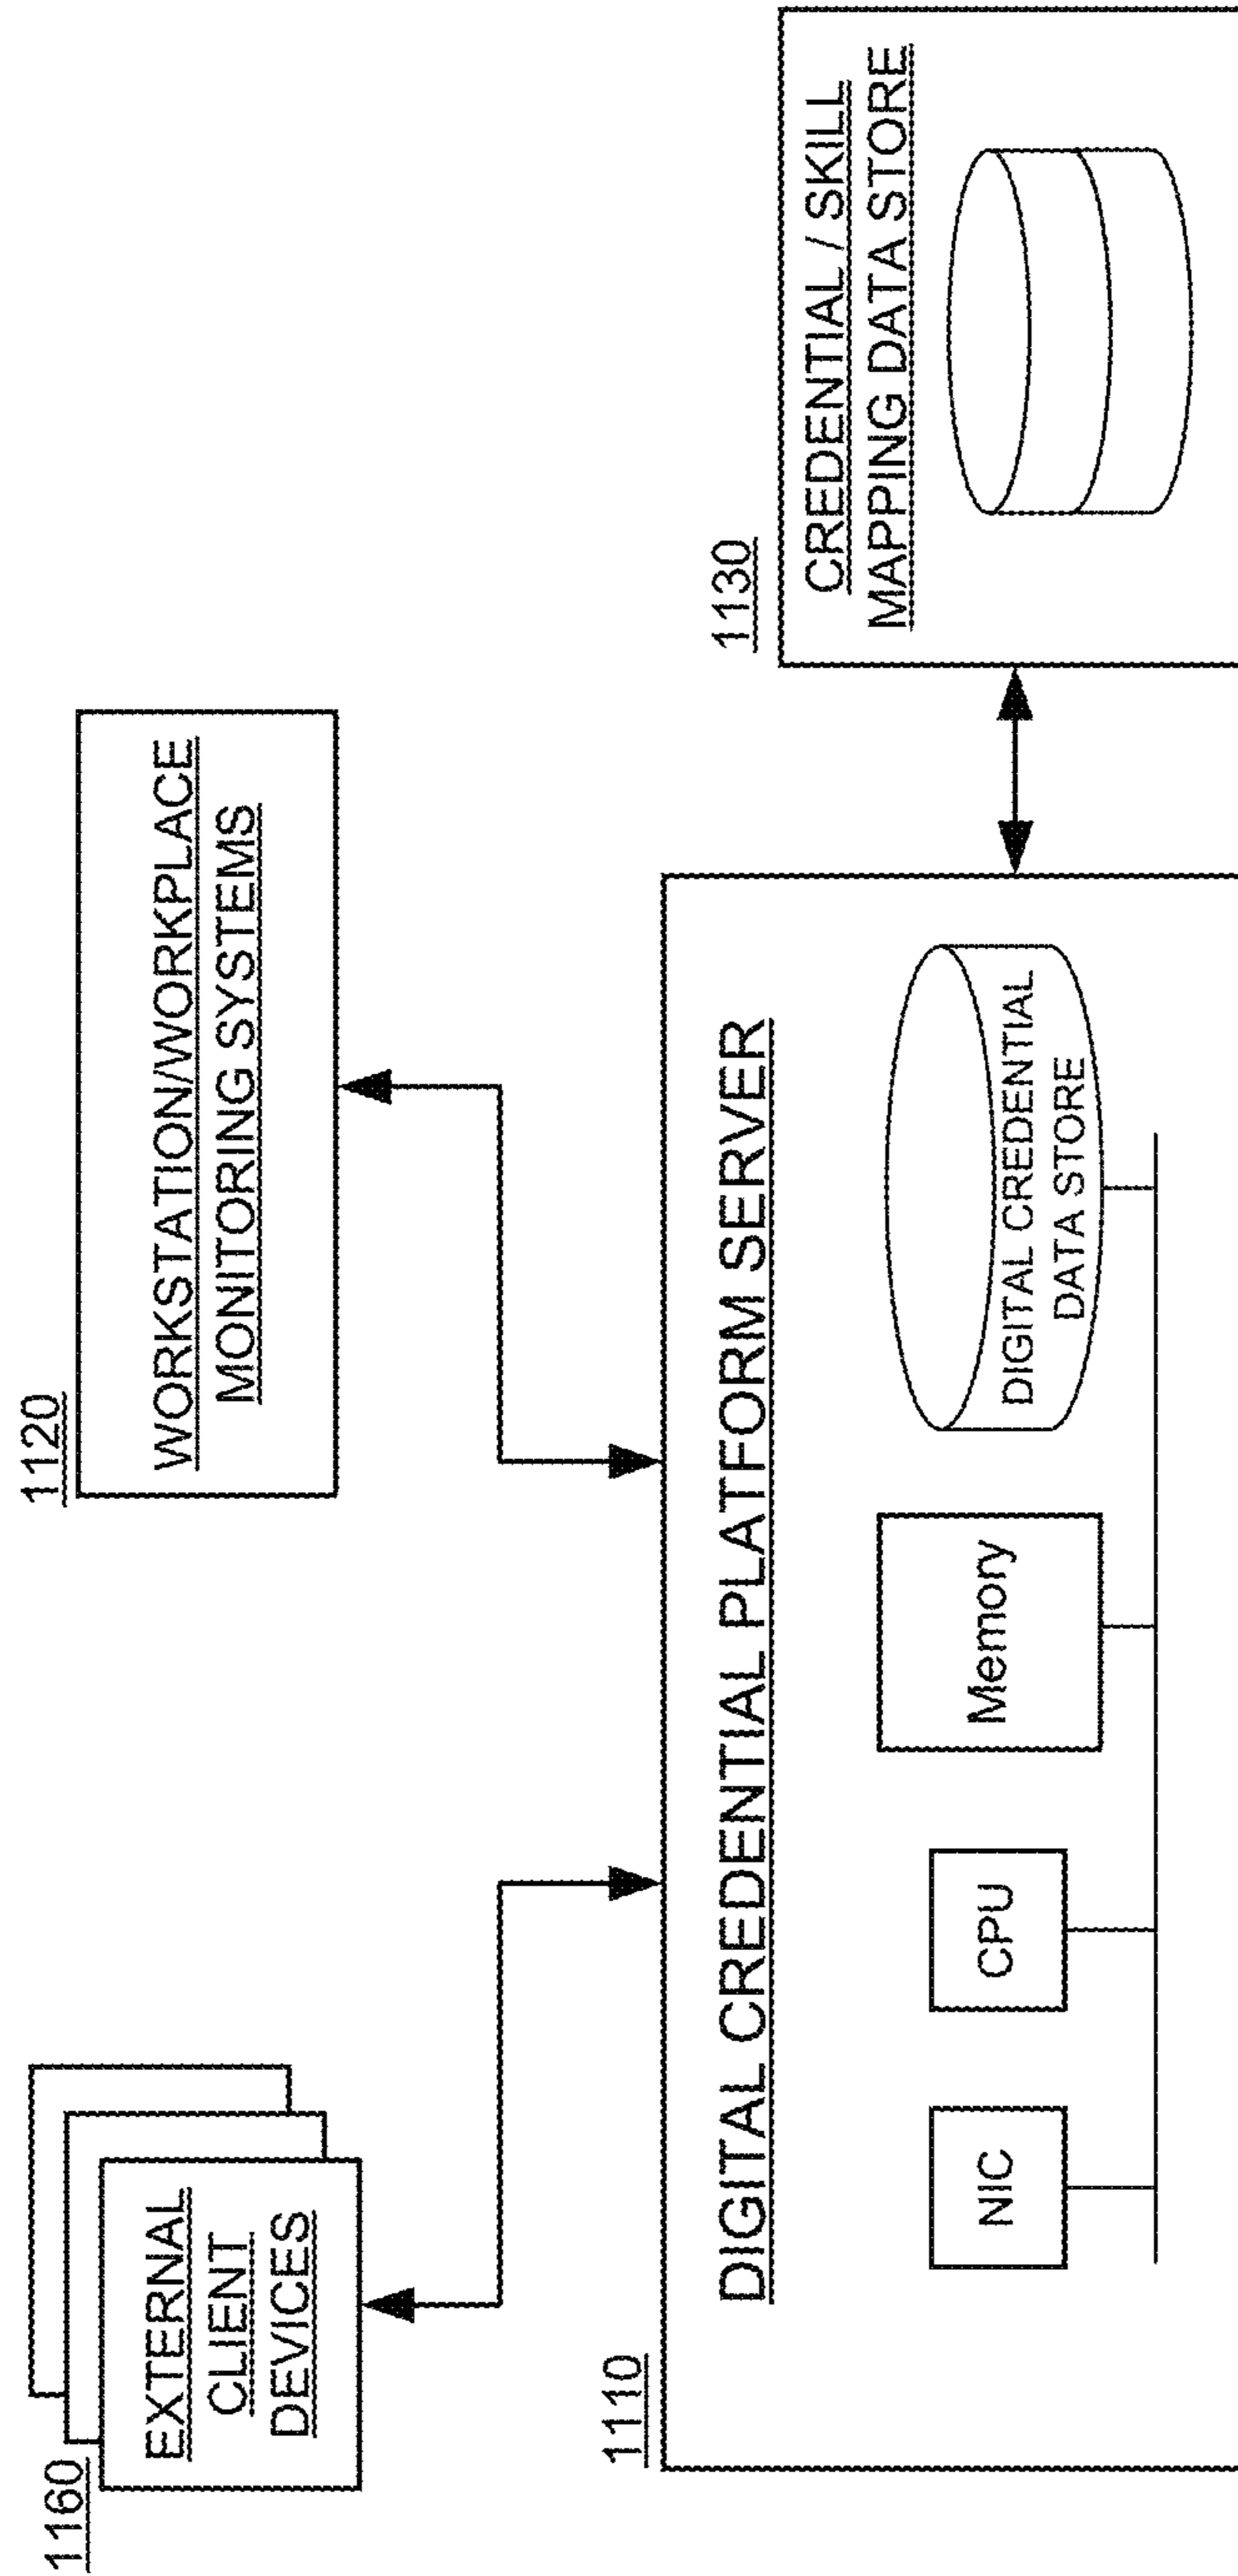 1160
EXTERNAL
CLIENT
DEVICES
1120
WORKSTATION/WORKPLACE
MONITORING SYSTEMS
1110
DIGITAL CREDENTIAL PLATFORM SERVER
NIC
CPU
Memory
DIGITAL CREDENTIAL
DATA STORE
1130
CREDENTIAL / SKILL
MAPPING DATA STORE